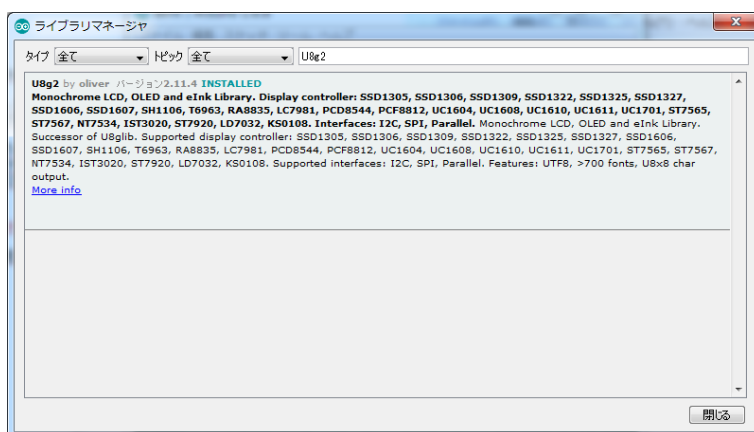 ライブラリマネージャ
タイプ 全て トピック 全て U8g2
U8g2 by oliver バージョン2.11.4 INSTALLED
Monochrome LCD, OLED and eInk Library. Display controller: SSD1305, SSD1306, SSD1309, SSD1322, SSD1325, SSD1327,
SSD1606, SSD1607, SH1106, T6963, RA8835, LC7981, PCD8544, PCF8812, UC1604, UC1608, UC1610, UC1611, UC1701, ST7565,
ST7567, NT7534, IST3020, ST7920, LD7032, KS0108. Interfaces: I2C, SPI, Parallel. Monochrome LCD, OLED and eInk Library.
Successor of U8glib. Supported display controller: SSD1305, SSD1306, SSD1309, SSD1322, SSD1325, SSD1327, SSD1606,
SSD1607, SH1106, T6963, RA8835, LC7981, PCD8544, PCF8812, UC1604, UC1608, UC1610, UC1611, UC1701, ST7565, ST7567,
NT7534, IST3020, ST7920, LD7032, KS0108. Supported interfaces: I2C, SPI, Parallel. Features: UTF8, >700 fonts, U8x8 char
output.
More info
閉じる